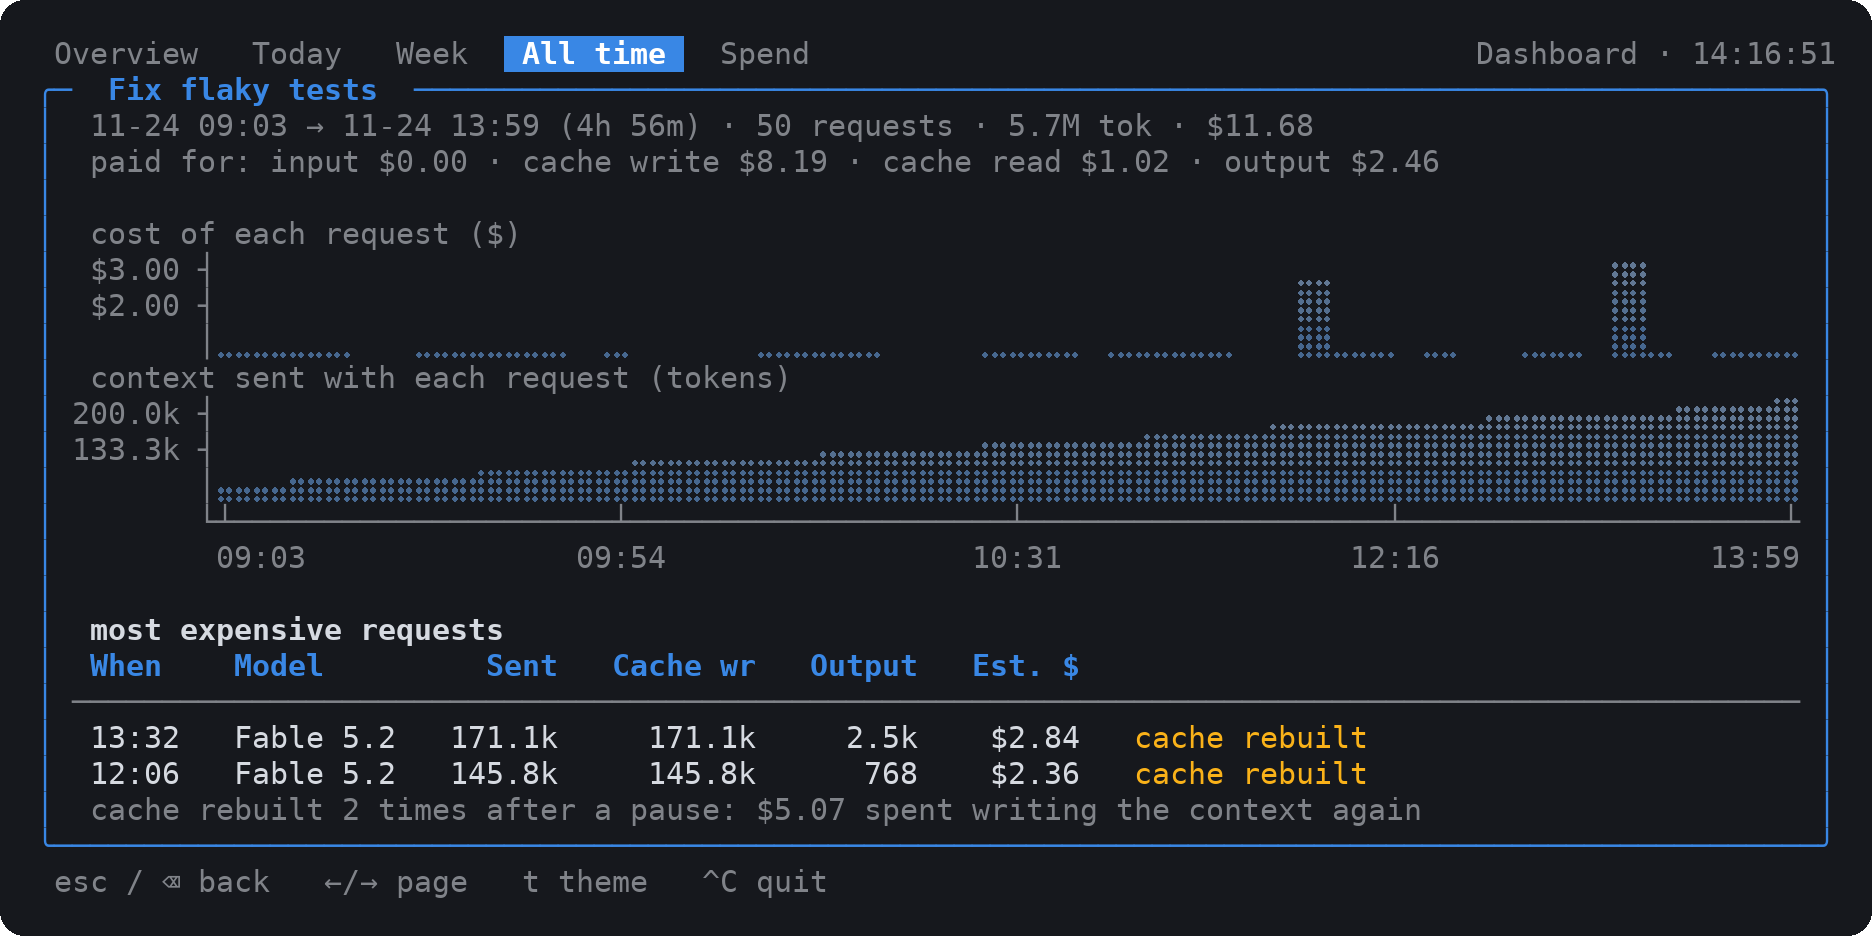 Overview   Today   Week   All time   Spend   Dashboard · 14:16:51
Fix flaky tests
11-24 09:03 → 11-24 13:59 (4h 56m) · 50 requests · 5.7M tok · $11.68
paid for: input $0.00 · cache write $8.19 · cache read $1.02 · output $2.46
cost of each request ($)
$3.00
$2.00
context sent with each request (tokens)
200.0k
133.3k
09:03   09:54   10:31   12:16   13:59
most expensive requests
When   Model   Sent   Cache wr   Output   Est. $
13:32   Fable 5.2   171.1k   171.1k   2.5k   $2.84   cache rebuilt
12:06   Fable 5.2   145.8k   145.8k   768   $2.36   cache rebuilt
cache rebuilt 2 times after a pause: $5.07 spent writing the context again
esc / ⌫ back   ←/→ page   t theme   ^C quit